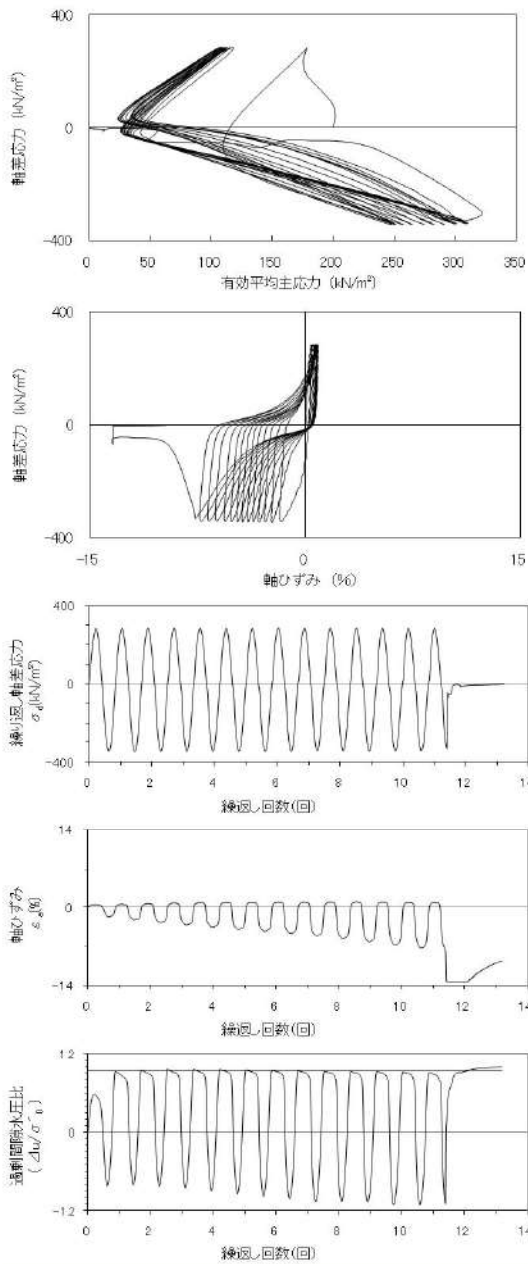 400
0
-400
軸差応力 (kN/m²)
0 50 100 150 200 250 300 350
有効平均主応力 (kN/m²)
400
0
-400
軸差応力 (kN/m²)
-15 0 15
軸ひずみ (%)
400
0
-400
繰り返し軸差応力
σd(kN/m²)
0 2 4 6 8 10 12 14
繰返し回数(回)
14
0
-14
軸ひずみ
εa(%)
0 2 4 6 8 10 12 14
繰返し回数(回)
1.2
0
-1.2
過剰間隙水圧比
(Δu/σ'0)
0 2 4 6 8 10 12 14
繰返し回数(回)